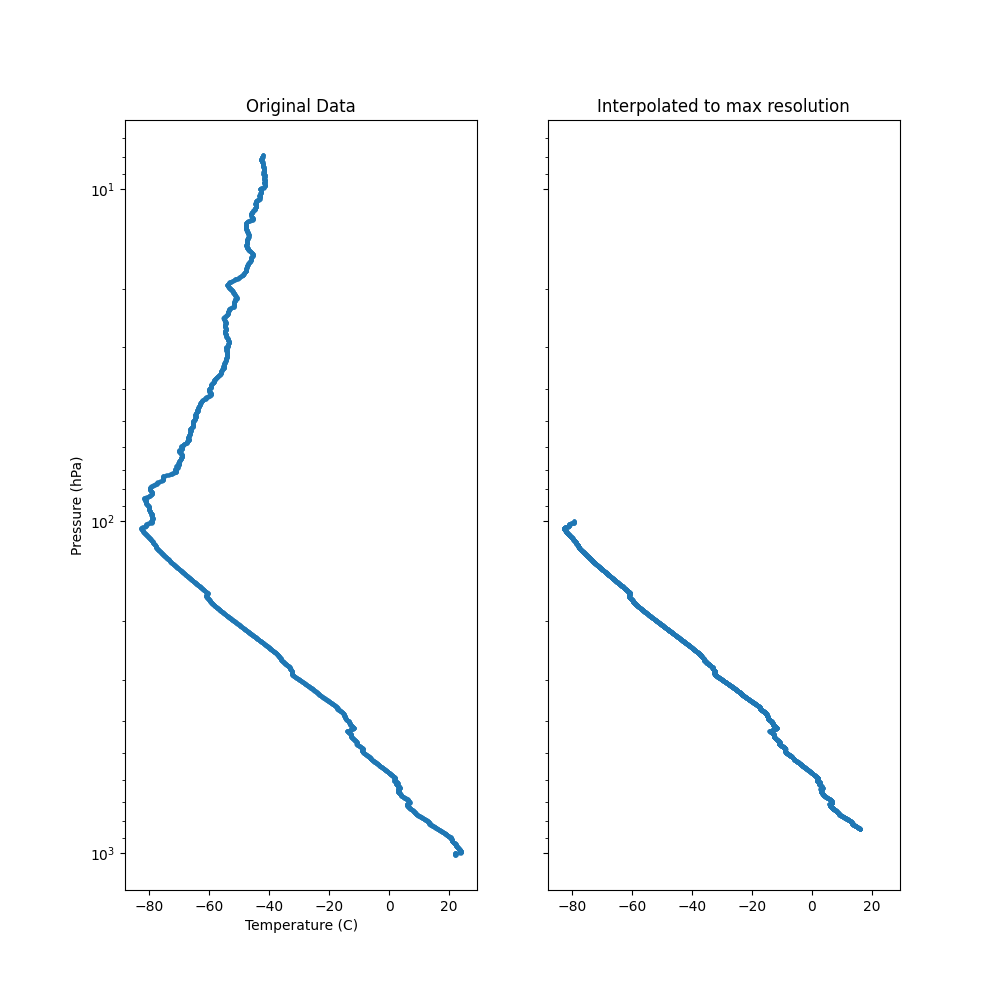 Original Data
Interpolated to max resolution
10¹
10²
10³
Pressure (hPa)
−80 −60 −40 −20 0 20
−80 −60 −40 −20 0 20
Temperature (C)